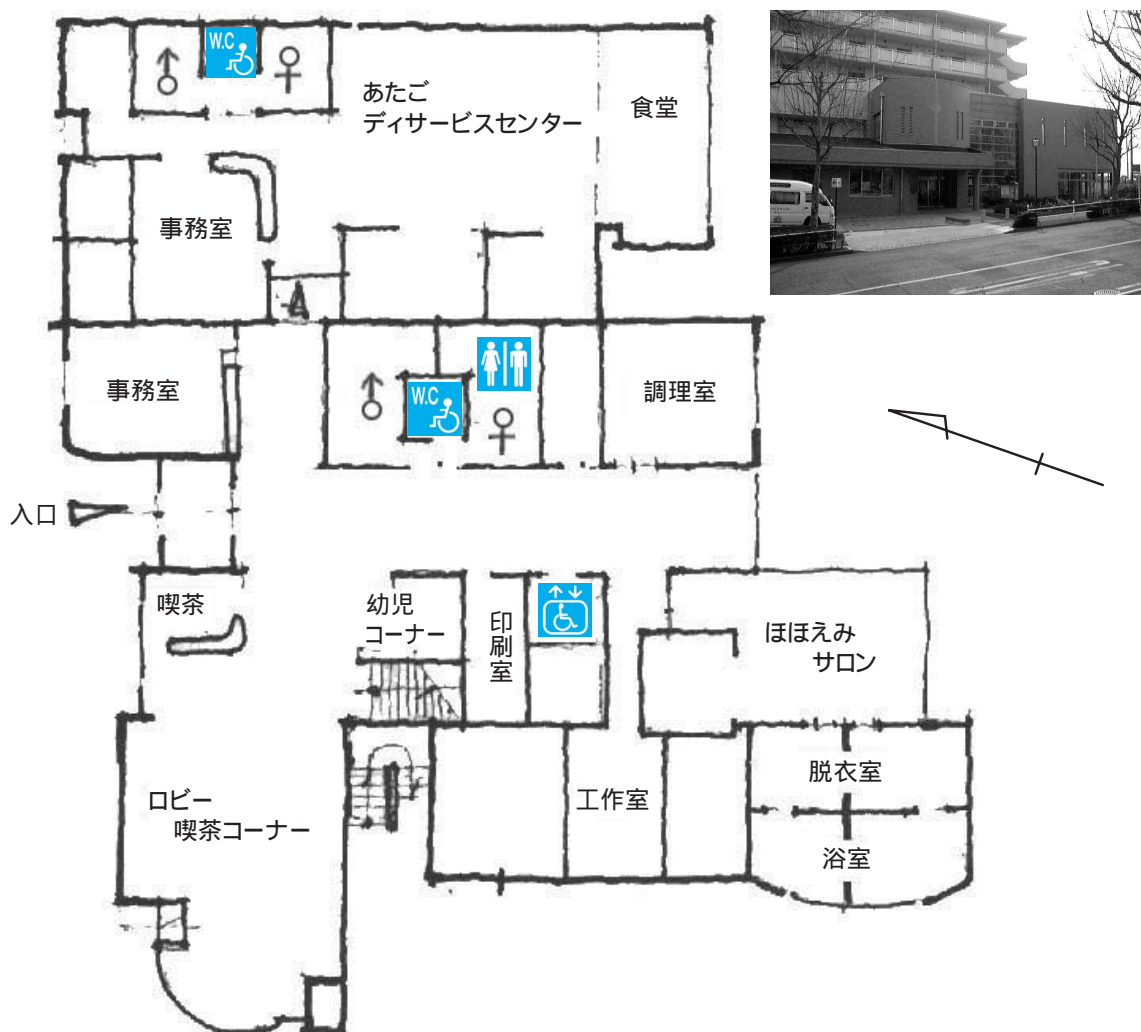 W.C
あたご
ディサービスセンター
食堂
事務室
事務室
W.C
調理室
入口
喫茶
幼児
コーナー
印刷室
ほほえみ
サロン
ロビー
喫茶コーナー
工作室
脱衣室
浴室